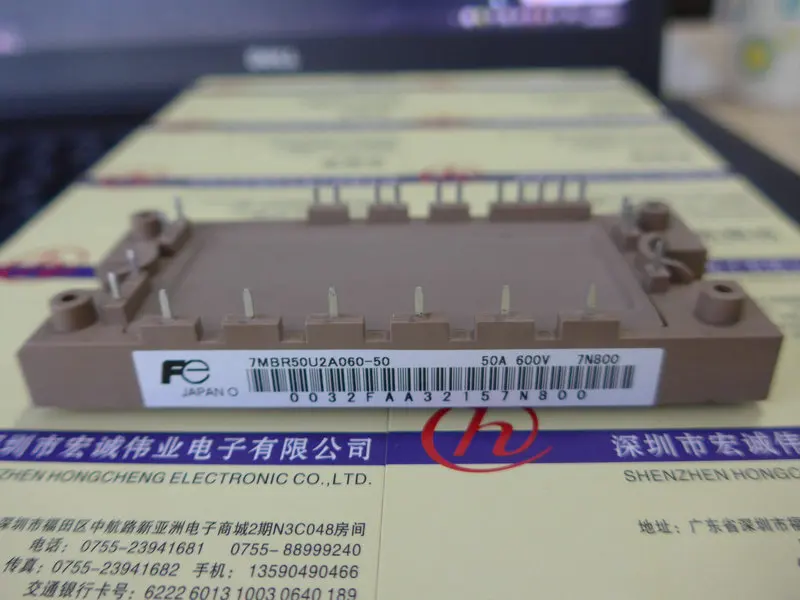 DELL
7MBR50U2A060-50 50A 600V 7N800
Fe
JAPAN O
0032FAA32157N800
深圳市宏诚伟业电子有限公司
SHENZHEN HONGCHENG ELECTRONIC CO.,LTD.
深圳市福田区中航路新亚洲电子商城2期N3C048房间
电话：0755-23941681 0755-88999240
传真：0755-23941682 手机：13590490466
交通银行卡号：6222 6013 1003 0640 189
h
深圳市宏诚伟业
SHENZHEN HONGC
地址：广东省深圳市